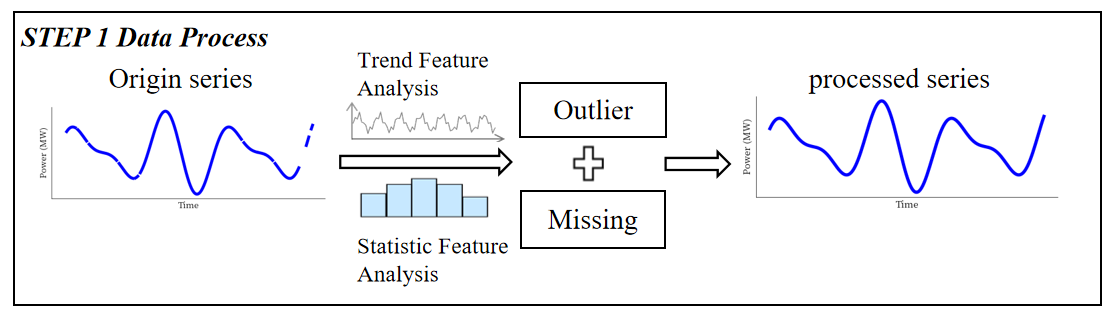 STEP 1 Data Process
Origin series
Power (MW)
Time
Trend Feature
Analysis
Statistic Feature
Analysis
Outlier
Missing
processed series
Power (MW)
Time